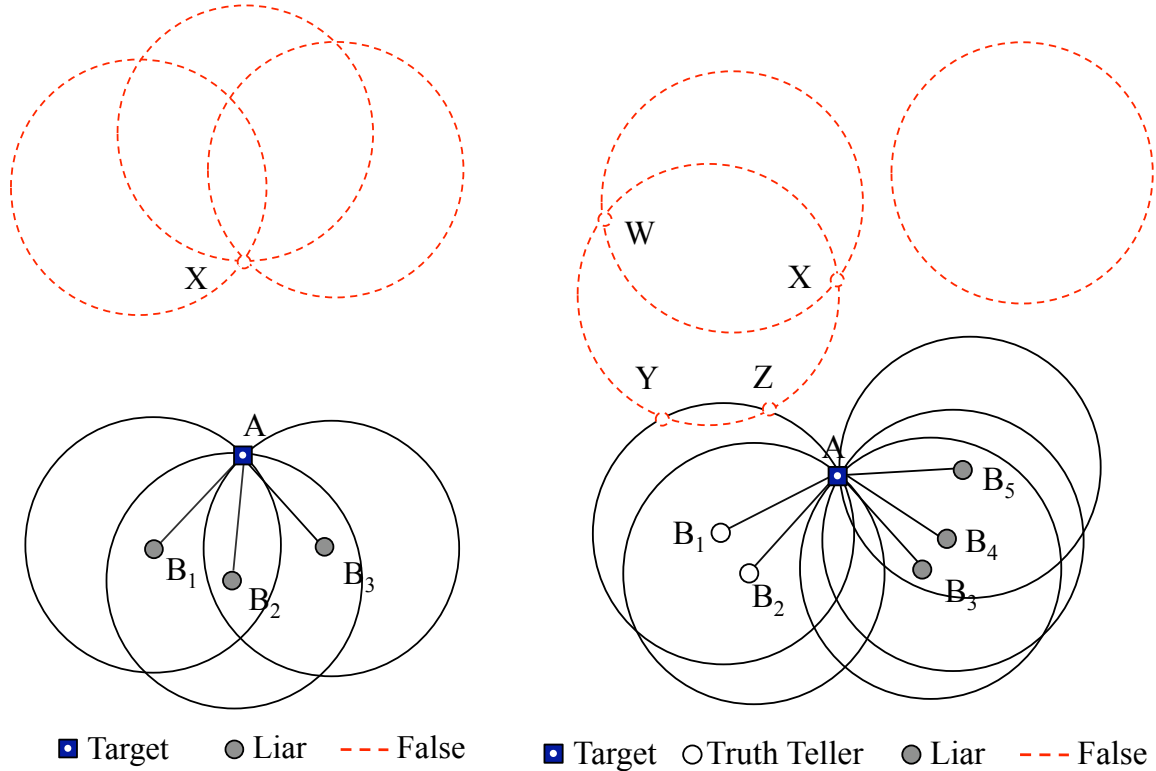 X
A
B1
B2
B3
Target Liar False
W
X
Y
Z
A
B1
B2
B5
B4
B3
Target Truth Teller Liar False